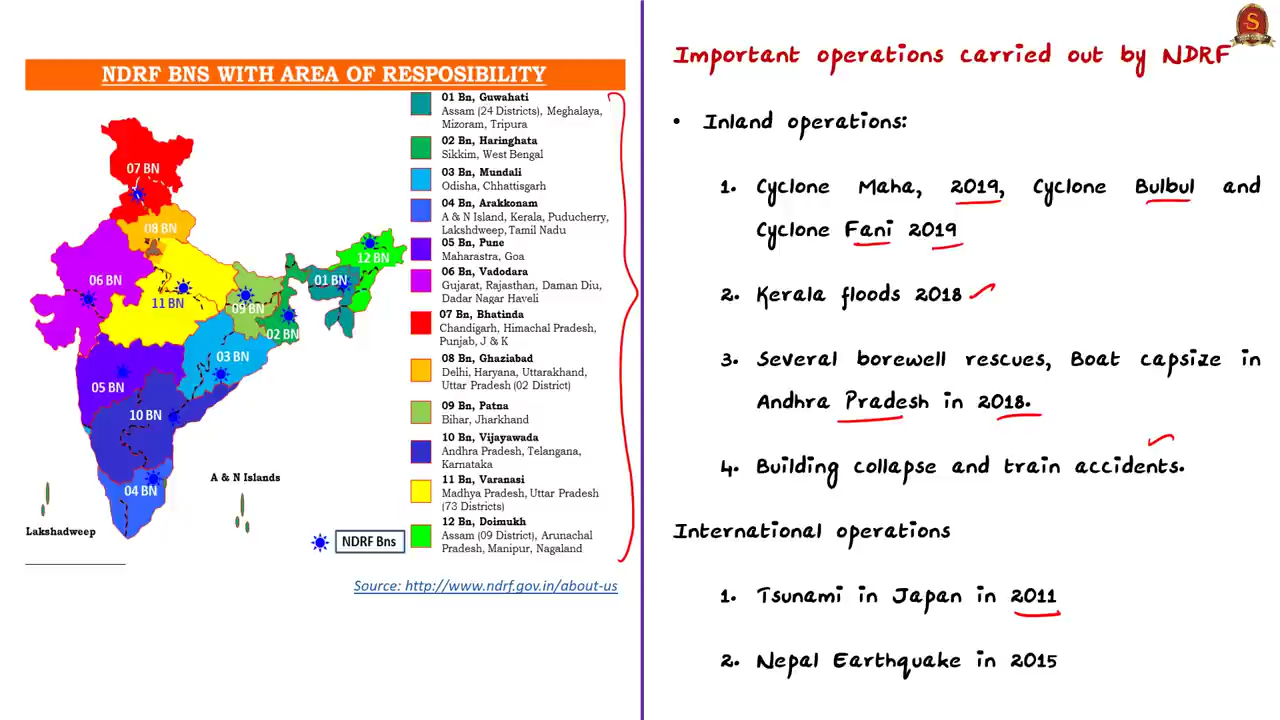 NDRF BNS WITH AREA OF RESPOSIBILITY
07 BN
08 BN
06 BN
11 BN
09 BN
02 BN
01 BN
12 BN
03 BN
05 BN
10 BN
04 BN
A & N Islands
Lakshadweep
NDRF Bns
01 Bn, Guwahati
Assam (24 Districts), Meghalaya,
Mizoram, Tripura
02 Bn, Haringhata
Sikkim, West Bengal
03 Bn, Mundali
Odisha, Chhattisgarh
04 Bn, Arakkonam
A & N Island, Kerala, Puducherry,
Lakshdweep, Tamil Nadu
05 Bn, Pune
Maharastra, Goa
06 Bn, Vadodara
Gujarat, Rajasthan, Daman Diu,
Dadar Nagar Haveli
07 Bn, Bhatinda
Chandigarh, Himachal Pradesh,
Punjab, J & K
08 Bn, Ghaziabad
Delhi, Haryana, Uttarakhand,
Uttar Pradesh (02 District)
09 Bn, Patna
Bihar, Jharkhand
10 Bn, Vijayawada
Andhra Pradesh, Telangana,
Karnataka
11 Bn, Varanasi
Madhya Pradesh, Uttar Pradesh
(73 Districts)
12 Bn, Doimukh
Assam (09 District), Arunachal
Pradesh, Manipur, Nagaland
Source: http://www.ndrf.gov.in/about-us
Important operations carried out by NDRF
• Inland operations:
1. Cyclone Maha, 2019, Cyclone Bulbul and
Cyclone Fani 2019
2. Kerala floods 2018
3. Several borewell rescues, Boat capsize in
Andhra Pradesh in 2018.
4. Building collapse and train accidents.
International operations
1. Tsunami in Japan in 2011
2. Nepal Earthquake in 2015
S